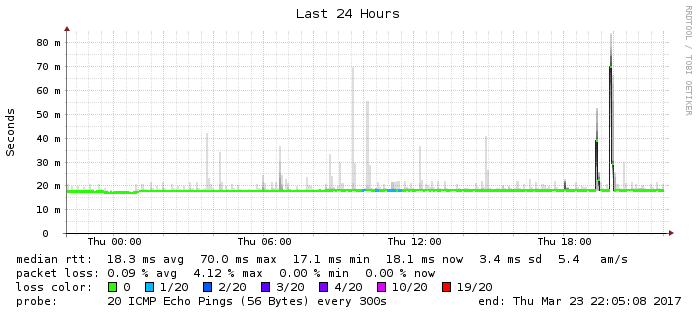 Last 24 Hours
RRDTOOL / TOBI OETIKER
Seconds
80 m
70 m
60 m
50 m
40 m
30 m
20 m
10 m
0
Thu 00:00 Thu 06:00 Thu 12:00 Thu 18:00
median rtt: 18.3 ms avg 70.0 ms max 17.1 ms min 18.1 ms now 3.4 ms sd 5.4 am/s
packet loss: 0.09 % avg 4.12 % max 0.00 % min 0.00 % now
loss color: 0 1/20 2/20 3/20 4/20 10/20 19/20
probe: 20 ICMP Echo Pings (56 Bytes) every 300s end: Thu Mar 23 22:05:08 2017